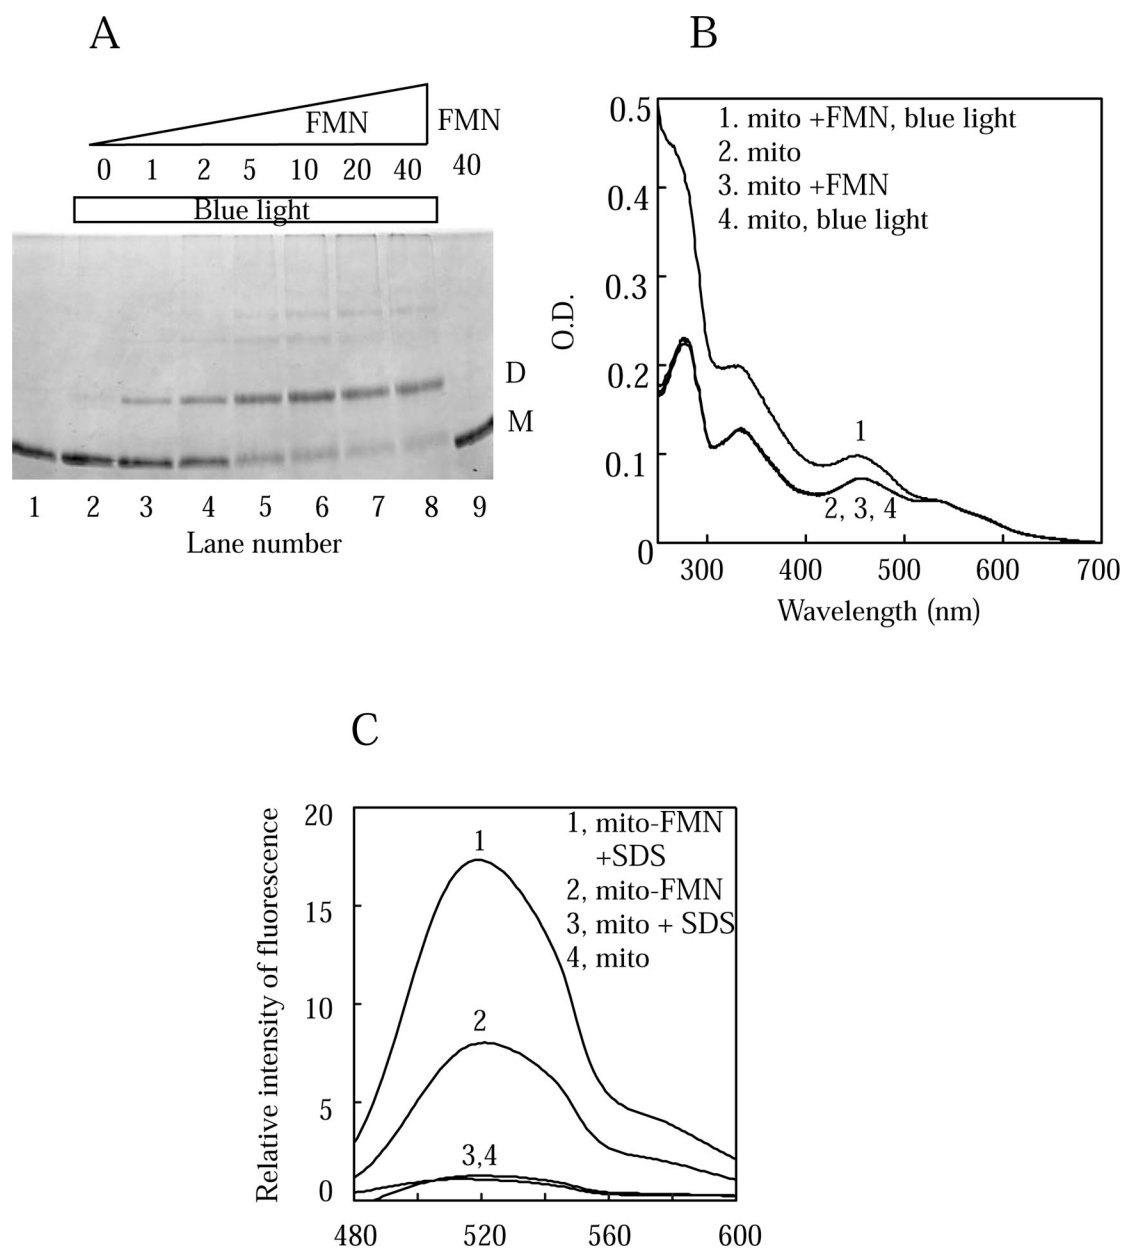 A
FMN
FMN
0 1 2 5 10 20 40 40
Blue light
D
M
1 2 3 4 5 6 7 8 9
Lane number
B
0.5
0.4
0.3
0.2
0.1
0
O.D.
1. mito +FMN, blue light
2. mito
3. mito +FMN
4. mito, blue light
1
2, 3, 4
300 400 500 600 700
Wavelength (nm)
C
20
15
10
5
0
Relative intensity of fluorescence
1, mito-FMN
+SDS
2, mito-FMN
3, mito + SDS
4, mito
1
2
3,4
480 520 560 600